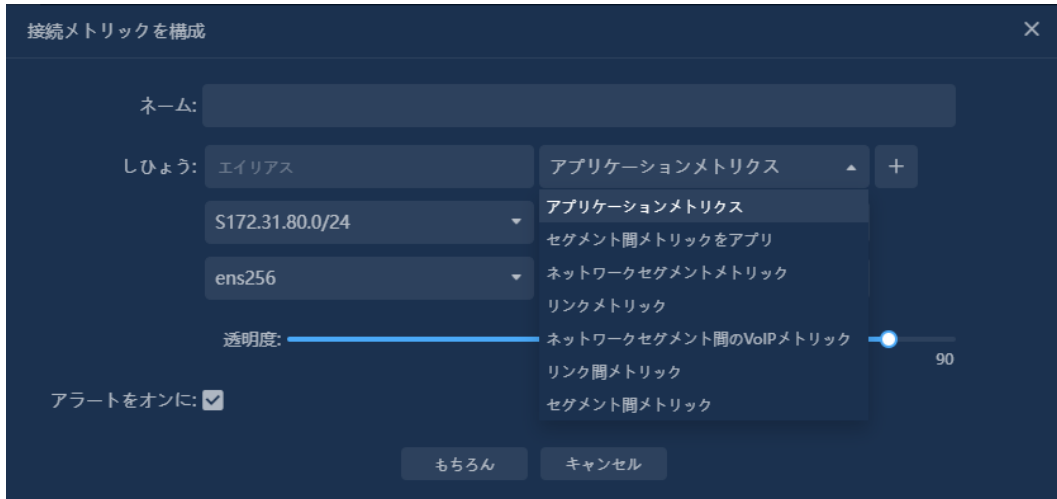 接続メトリックを構成
ネーム:
しひょう: エイリアス アプリケーションメトリクス
アプリケーションメトリクス
S172.31.80.0/24
セグメント間メトリックをアプリ
ネットワークセグメントメトリック
ens256
リンクメトリック
透明度:
ネットワークセグメント間のVoIPメトリック
90
リンク間メトリック
アラートをオンに:
セグメント間メトリック
もちろん キャンセル